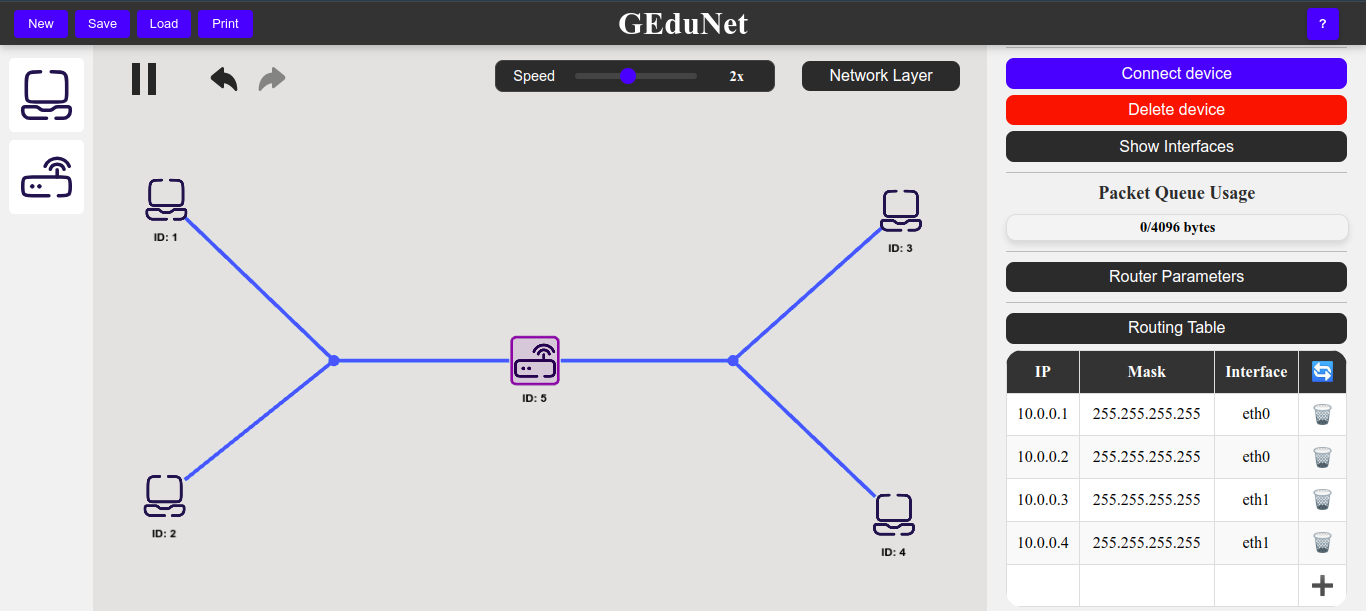 New Save Load Print GEduNet ?
Speed 2x Network Layer
Connect device
Delete device
Show Interfaces
Packet Queue Usage
0/4096 bytes
Router Parameters
Routing Table
IP Mask Interface
10.0.0.1 255.255.255.255 eth0
10.0.0.2 255.255.255.255 eth0
10.0.0.3 255.255.255.255 eth1
10.0.0.4 255.255.255.255 eth1
ID: 1
ID: 3
ID: 5
ID: 2
ID: 4